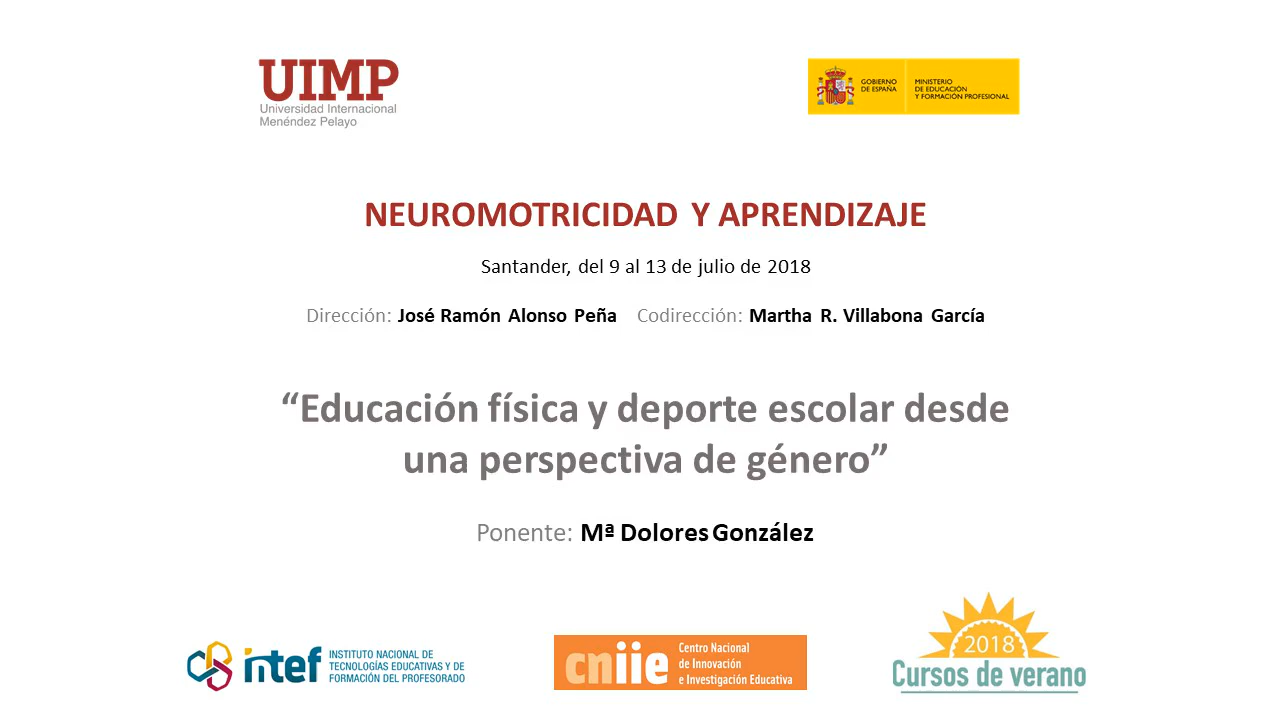 UIMP
Universidad Internacional
Menéndez Pelayo
GOBIERNO
DE ESPAÑA
MINISTERIO
DE EDUCACIÓN
Y FORMACIÓN PROFESIONAL
NEUROMOTRICIDAD Y APRENDIZAJE
Santander, del 9 al 13 de julio de 2018
Dirección: José Ramón Alonso Peña Codirección: Martha R. Villabona García
“Educación física y deporte escolar desde
una perspectiva de género”
Ponente: Mª Dolores González
intef
INSTITUTO NACIONAL DE
TECNOLOGÍAS EDUCATIVAS Y DE
FORMACIÓN DEL PROFESORADO
cniie
Centro Nacional
de Innovación
e Investigación Educativa
2018
Cursos de verano